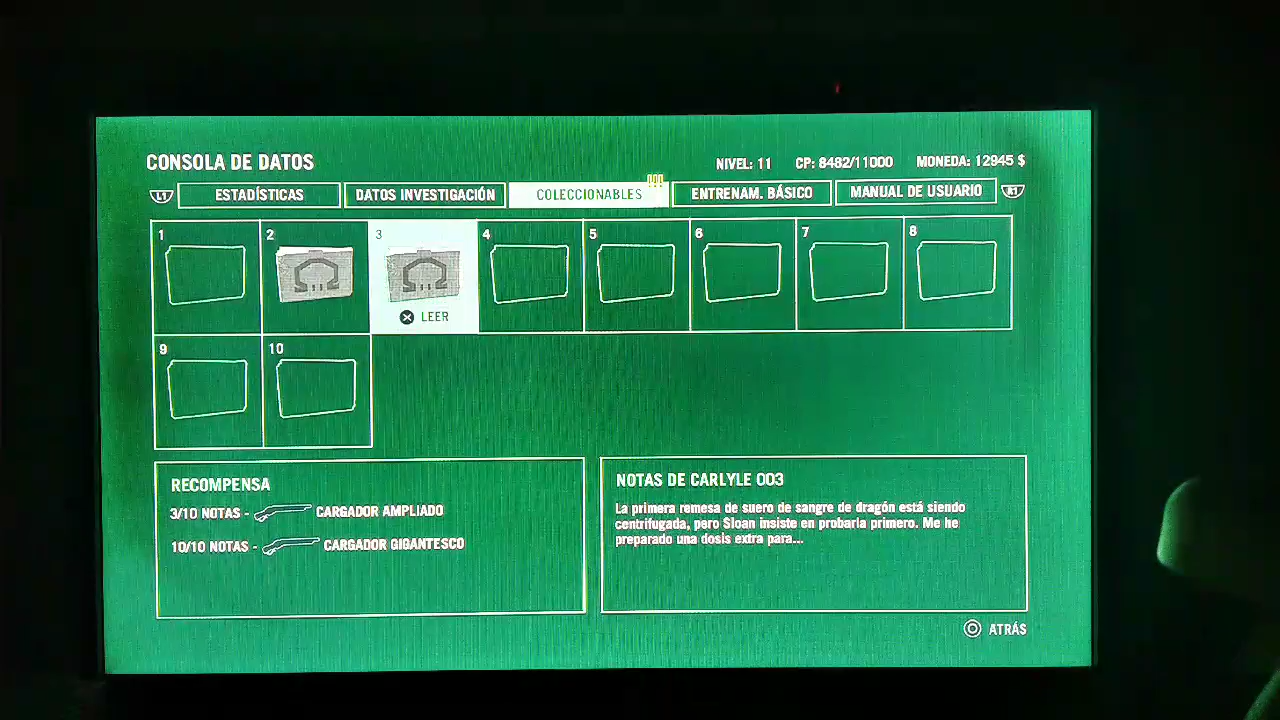 CONSOLA DE DATOS
NIVEL: 11 CP: 8482/11000 MONEDA: 12945 $
L1 ESTADÍSTICAS DATOS INVESTIGACIÓN COLECCIONABLES !!! ENTRENAM. BÁSICO MANUAL DE USUARIO R1
1 2 3 4 5 6 7 8
LEER
9 10
RECOMPENSA
3/10 NOTAS - CARGADOR AMPLIADO
10/10 NOTAS - CARGADOR GIGANTESCO
NOTAS DE CARLYLE 003
La primera remesa de suero de sangre de dragón está siendo
centrifugada, pero Sloan insiste en probarla primero. Me he
preparado una dosis extra para...
ATRÁS